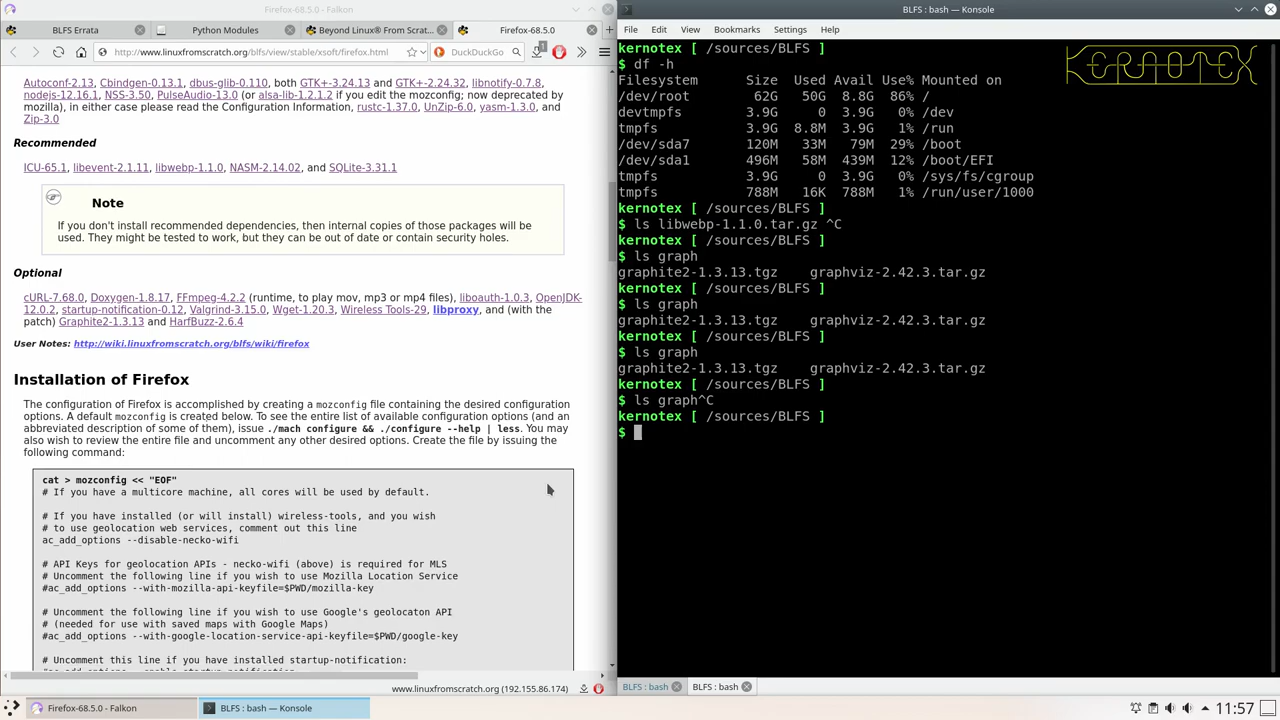 Firefox-68.5.0 - Falkon
BLFS Errata
Python Modules
Beyond Linux® From Scrat...
Firefox-68.5.0
http://www.linuxfromscratch.org/blfs/view/stable/xsoft/firefox.html
DuckDuckGo
1
Autoconf-2.13, Cbindgen-0.13.1, dbus-glib-0.110, both GTK+-3.24.13 and GTK+-2.24.32, libnotify-0.7.8,
nodejs-12.16.1, NSS-3.50, PulseAudio-13.0 (or alsa-lib-1.2.1.2 if you edit the mozconfig; now deprecated by
mozilla), in either case please read the Configuration Information, rustc-1.37.0, UnZip-6.0, yasm-1.3.0, and
Zip-3.0
Recommended
ICU-65.1, libevent-2.1.11, libwebp-1.1.0, NASM-2.14.02, and SQLite-3.31.1
Note
If you don't install recommended dependencies, then internal copies of those packages will be
used. They might be tested to work, but they can be out of date or contain security holes.
Optional
cURL-7.68.0, Doxygen-1.8.17, FFmpeg-4.2.2 (runtime, to play mov, mp3 or mp4 files), liboauth-1.0.3, OpenJDK-
12.0.2, startup-notification-0.12, Valgrind-3.15.0, Wget-1.20.3, Wireless Tools-29, libproxy, and (with the
patch) Graphite2-1.3.13 and HarfBuzz-2.6.4
User Notes: http://wiki.linuxfromscratch.org/blfs/wiki/firefox
Installation of Firefox
The configuration of Firefox is accomplished by creating a mozconfig file containing the desired configuration
options. A default mozconfig is created below. To see the entire list of available configuration options (and an
abbreviated description of some of them), issue ./mach configure && ./configure --help | less. You may
also wish to review the entire file and uncomment any other desired options. Create the file by issuing the
following command:
cat > mozconfig << "EOF"
# If you have a multicore machine, all cores will be used by default.
# If you have installed (or will install) wireless-tools, and you wish
# to use geolocation web services, comment out this line
ac_add_options --disable-necko-wifi
# API Keys for geolocation APIs - necko-wifi (above) is required for MLS
# Uncomment the following line if you wish to use Mozilla Location Service
#ac_add_options --with-mozilla-api-keyfile=$PWD/mozilla-key
# Uncomment the following line if you wish to use Google's geolocaton API
# (needed for use with saved maps with Google Maps)
#ac_add_options --with-google-location-service-api-keyfile=$PWD/google-key
# Uncomment this line if you have installed startup-notification:
www.linuxfromscratch.org (192.155.86.174)
BLFS : bash — Konsole
File Edit View Bookmarks Settings Help
KERNOTEX
kernotex [ /sources/BLFS ]
$ df -h
Filesystem Size Used Avail Use% Mounted on
/dev/root 62G 50G 8.8G 86% /
devtmpfs 3.9G 0 3.9G 0% /dev
tmpfs 3.9G 8.8M 3.9G 1% /run
/dev/sda7 120M 33M 79M 29% /boot
/dev/sda1 496M 58M 439M 12% /boot/EFI
tmpfs 3.9G 0 3.9G 0% /sys/fs/cgroup
tmpfs 788M 16K 788M 1% /run/user/1000
kernotex [ /sources/BLFS ]
$ ls libwebp-1.1.0.tar.gz ^C
kernotex [ /sources/BLFS ]
$ ls graph
graphite2-1.3.13.tgz graphviz-2.42.3.tar.gz
kernotex [ /sources/BLFS ]
$ ls graph
graphite2-1.3.13.tgz graphviz-2.42.3.tar.gz
kernotex [ /sources/BLFS ]
$ ls graph
graphite2-1.3.13.tgz graphviz-2.42.3.tar.gz
kernotex [ /sources/BLFS ]
$ ls graph^C
kernotex [ /sources/BLFS ]
$
BLFS : bash
BLFS : bash
Firefox-68.5.0 - Falkon
BLFS : bash — Konsole
11:57